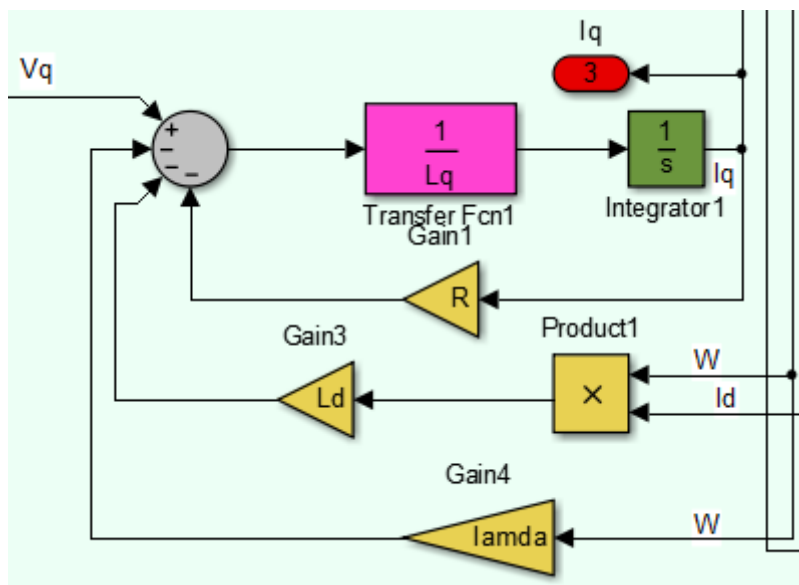 Iq
3
Vq
+
−
−
−
1
Lq
Transfer Fcn1
1
s
Iq
Integrator1
Gain1
R
Gain3
Ld
Product1
×
W
Id
Gain4
lamda
W